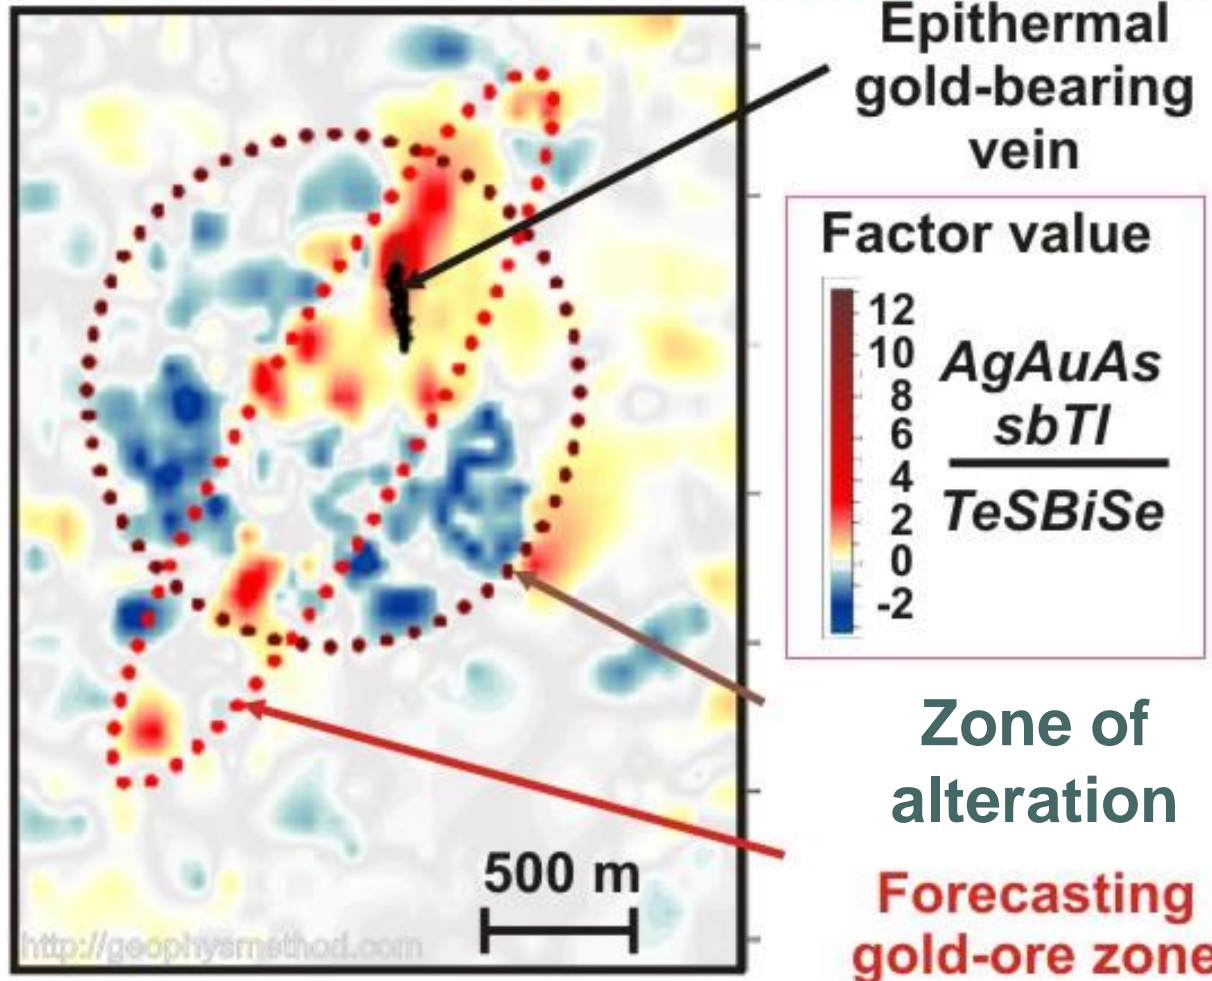 Epithermal
gold-bearing
vein
Factor value
12
10
8
6
4
2
0
-2
AgAuAs
sbTl
TeSBiSe
Zone of
alteration
500 m
Forecasting
gold-ore zone
http://geophysmethod.com